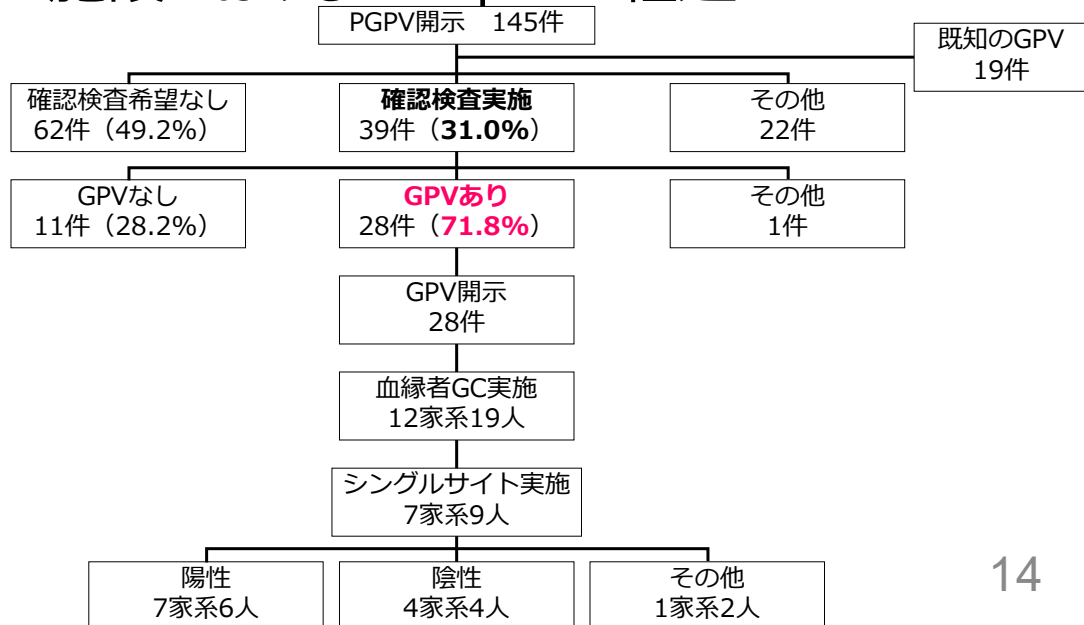 PGPV開示 145件
既知のGPV
19件
確認検査希望なし
62件（49.2%）
確認検査実施
39件（31.0%）
その他
22件
GPVなし
11件（28.2%）
GPVあり
28件（71.8%）
その他
1件
GPV開示
28件
血縁者GC実施
12家系19人
シングルサイト実施
7家系9人
陽性
7家系6人
陰性
4家系4人
その他
1家系2人
14